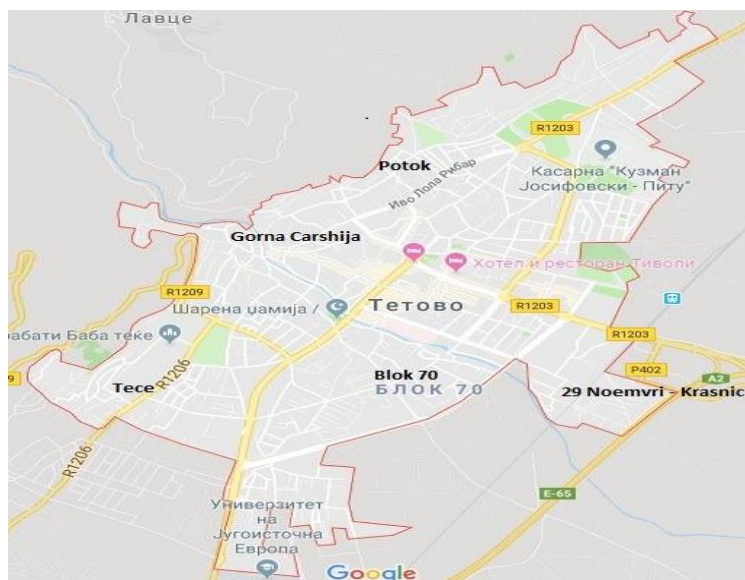 Лавце
R1203
Potok
Касарна "Кузман
Јосифовски - Питу"
Иво Лола Рибар
Gorna Carshija
Хотел и ресторан Тиволи
R1209
Шарена џамија /
Тетово
R1203
R1203
рабати Баба теке
P402
A2
9
R1206
Tece
Blok 70
БЛОК 70
29 Noemvri - Krasnic
R1206
E-65
Универзитет
на
Југоисточна
Европа
Google